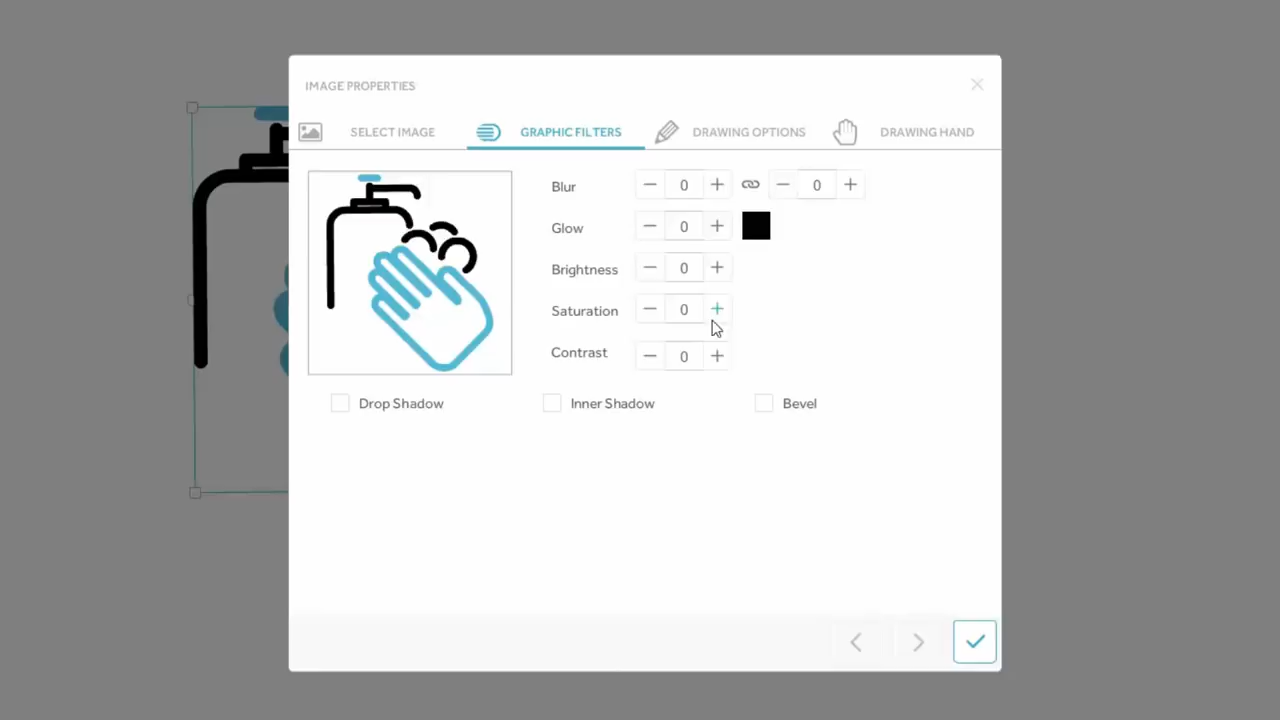 IMAGE PROPERTIES
SELECT IMAGE GRAPHIC FILTERS DRAWING OPTIONS DRAWING HAND
Blur 0 0
Glow 0
Brightness 0
Saturation 0
Contrast 0
Drop Shadow Inner Shadow Bevel